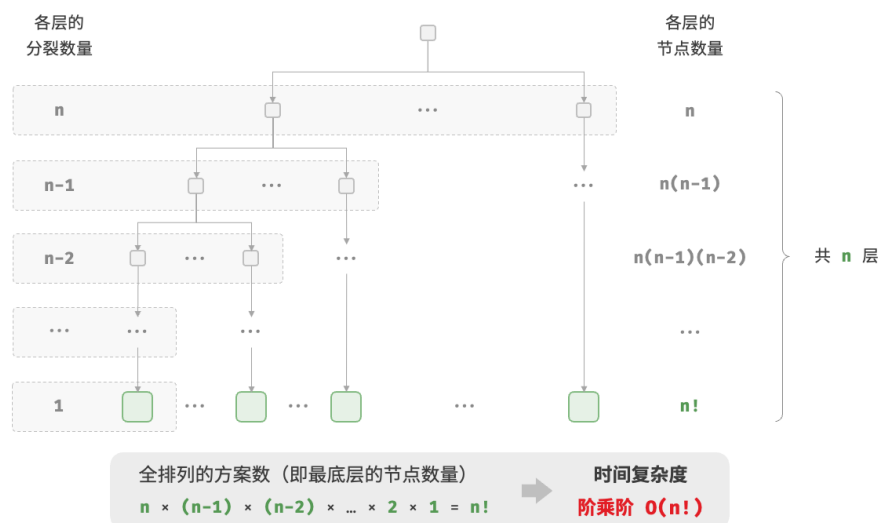 各层的
分裂数量
各层的
节点数量
n
...
n
n-1
...
...
n(n-1)
n-2
...
...
n(n-1)(n-2)
共 n 层
...
...
...
...
1
...
...
...
n!
全排列的方案数（即最底层的节点数量）
n × (n-1) × (n-2) × … × 2 × 1 = n!
时间复杂度
阶乘阶 O(n!)